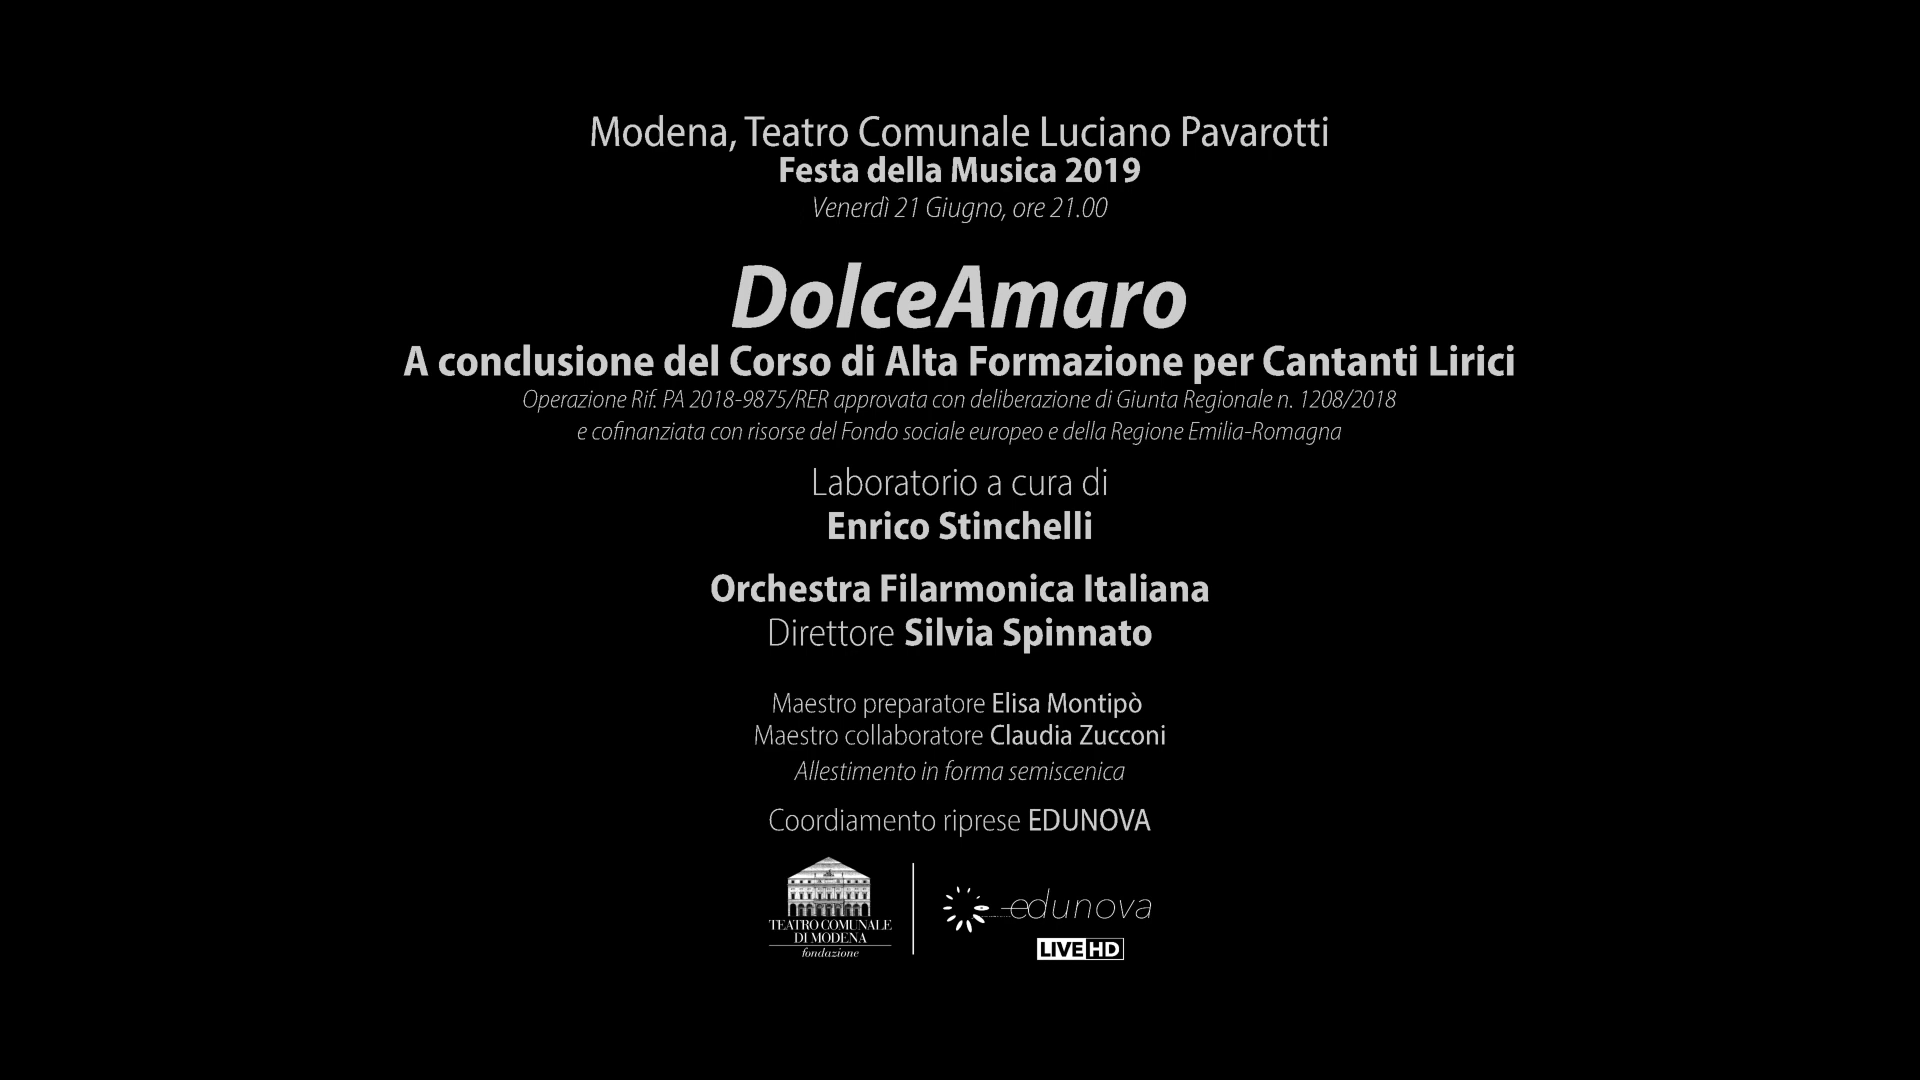 Modena, Teatro Comunale Luciano Pavarotti
Festa della Musica 2019
Venerdì 21 Giugno, ore 21.00
DolceAmaro
A conclusione del Corso di Alta Formazione per Cantanti Lirici
Operazione Rif. PA 2018-9875/RER approvata con deliberazione di Giunta Regionale n. 1208/2018
e cofinanziata con risorse del Fondo sociale europeo e della Regione Emilia-Romagna
Laboratorio a cura di
Enrico Stinchelli
Orchestra Filarmonica Italiana
Direttore Silvia Spinnato
Maestro preparatore Elisa Montipò
Maestro collaboratore Claudia Zucconi
Allestimento in forma semiscenica
Coordiamento riprese EDUNOVA
TEATRO COMUNALE
DI MODENA
fondazione
edunova
LIVE HD